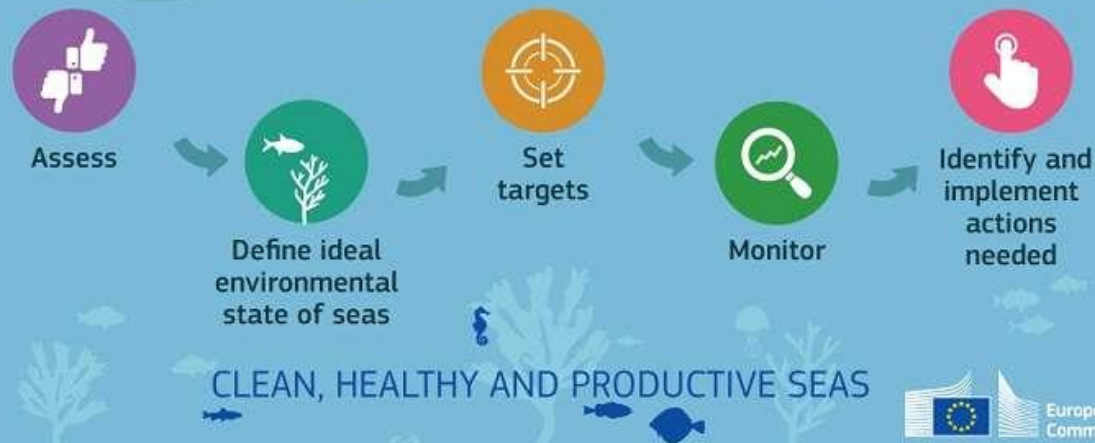 Assess
Define ideal
environmental
state of seas
Set
targets
Monitor
Identify and
implement
actions
needed
CLEAN, HEALTHY AND PRODUCTIVE SEAS